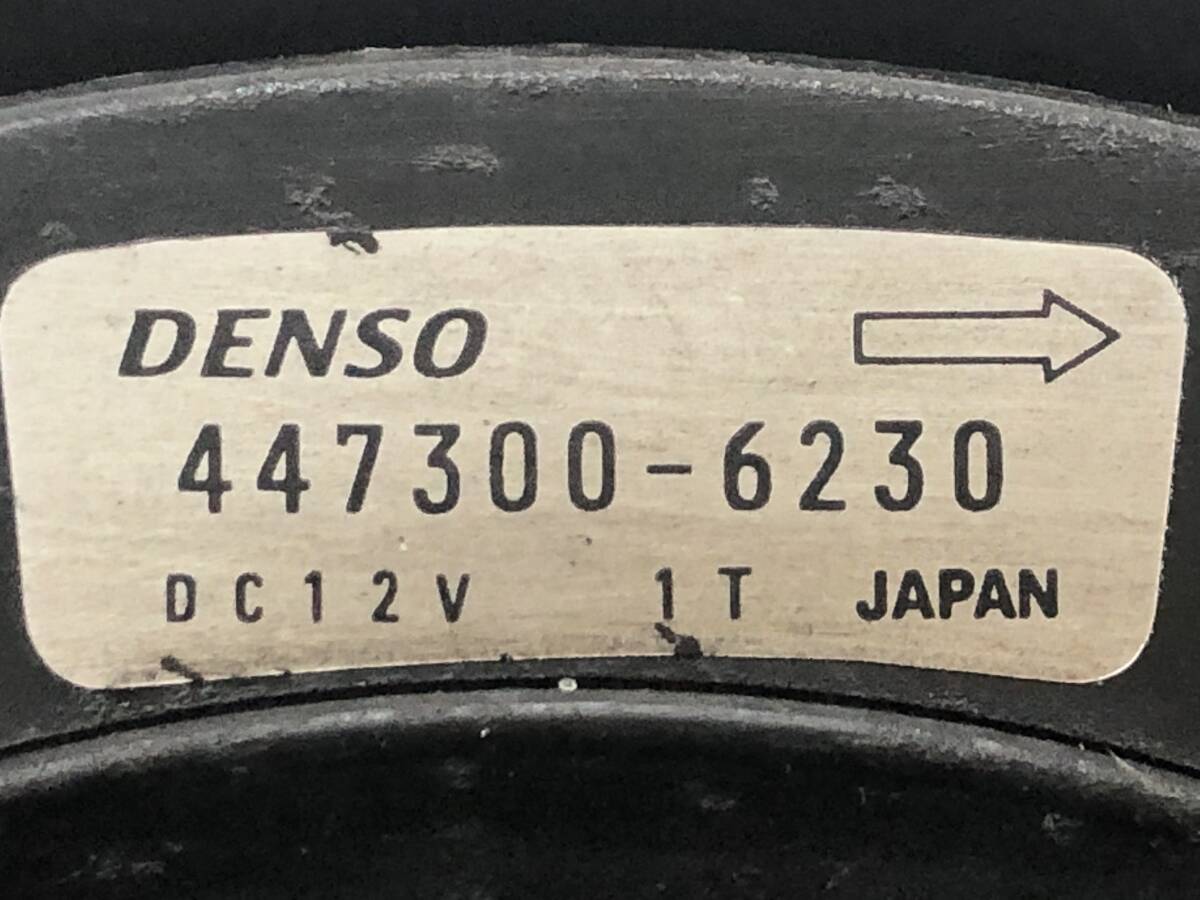 DENSO
447300-6230
DC12V 1T JAPAN